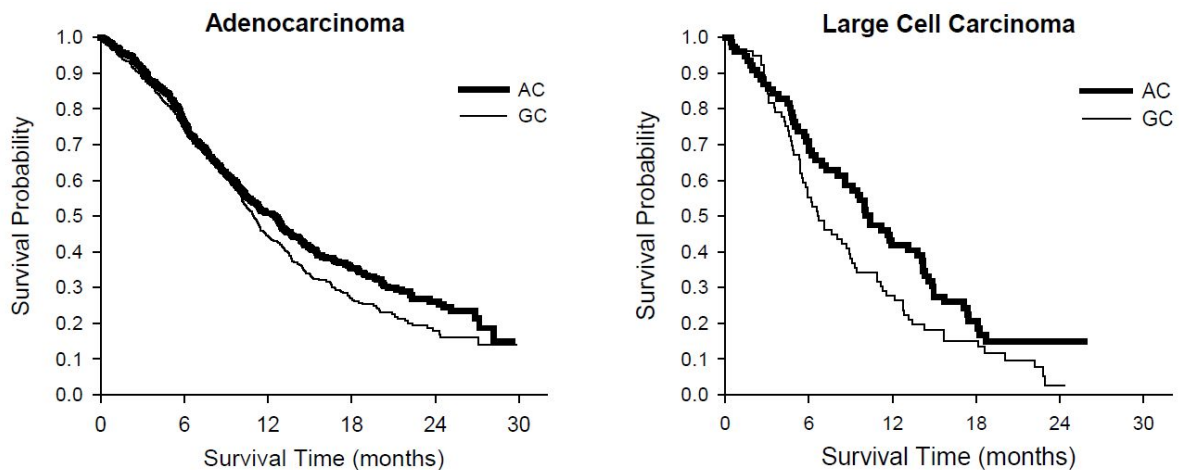 Adenocarcinoma
1.0
0.9
0.8
0.7
0.6
0.5
0.4
0.3
0.2
0.1
0.0
Survival Probability
AC
GC
0 6 12 18 24 30
Survival Time (months)
Large Cell Carcinoma
1.0
0.9
0.8
0.7
0.6
0.5
0.4
0.3
0.2
0.1
0.0
Survival Probability
AC
GC
0 6 12 18 24 30
Survival Time (months)